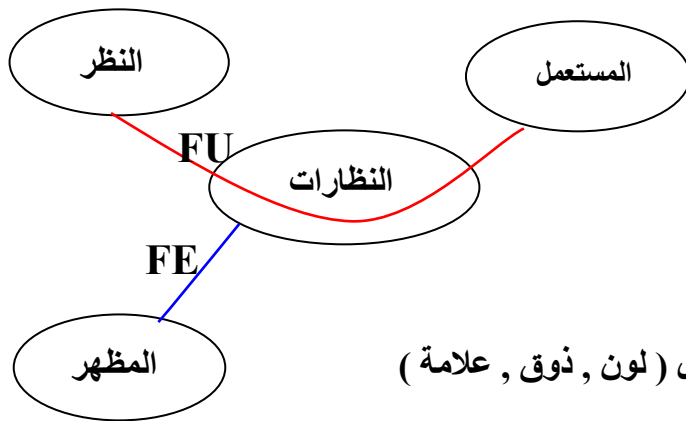 النظر
المستعمل
FU
النظارات
FE
المظهر
( لون , ذوق , علامة )